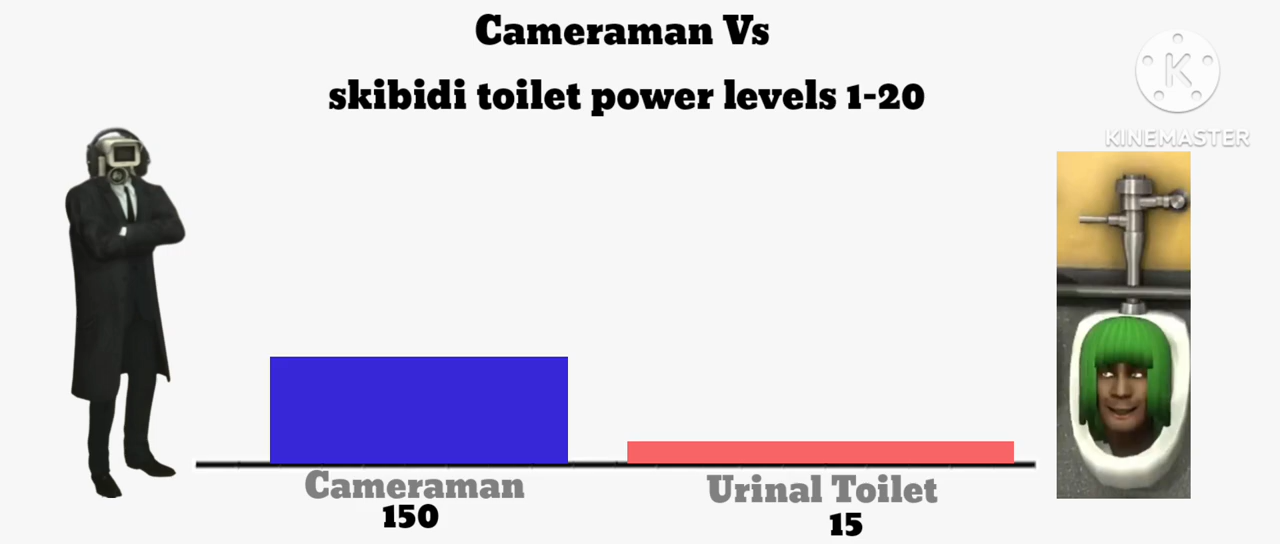 Cameraman Vs
skibidi toilet power levels 1-20
K
KINEMASTER
Cameraman
150
Urinal Toilet
15